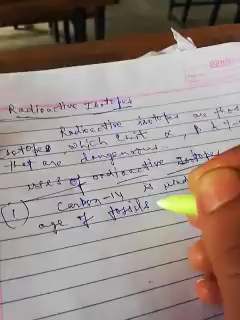 Radioactive Isotopes
Radioactive isotopes are those
isotopes which emit α, β & γ
that are dangerous.
uses of radioactive isotopes
(1) Carbon-14 is used
age of fossils